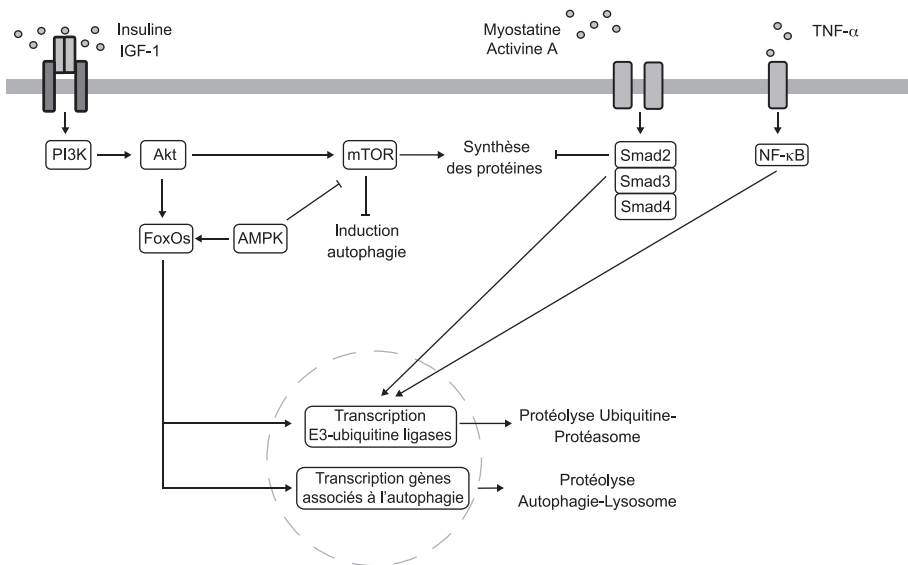 Insuline
IGF-1
Myostatine
Activine A
TNF-α
PI3K
Akt
mTOR
Synthèse
des protéines
Smad2
Smad3
Smad4
NF-κB
FoxOs
AMPK
Induction
autophagie
Transcription
E3-ubiquitine ligases
Protéolyse Ubiquitine-
Protéasome
Transcription gènes
associés à l'autophagie
Protéolyse
Autophagie-Lysosome